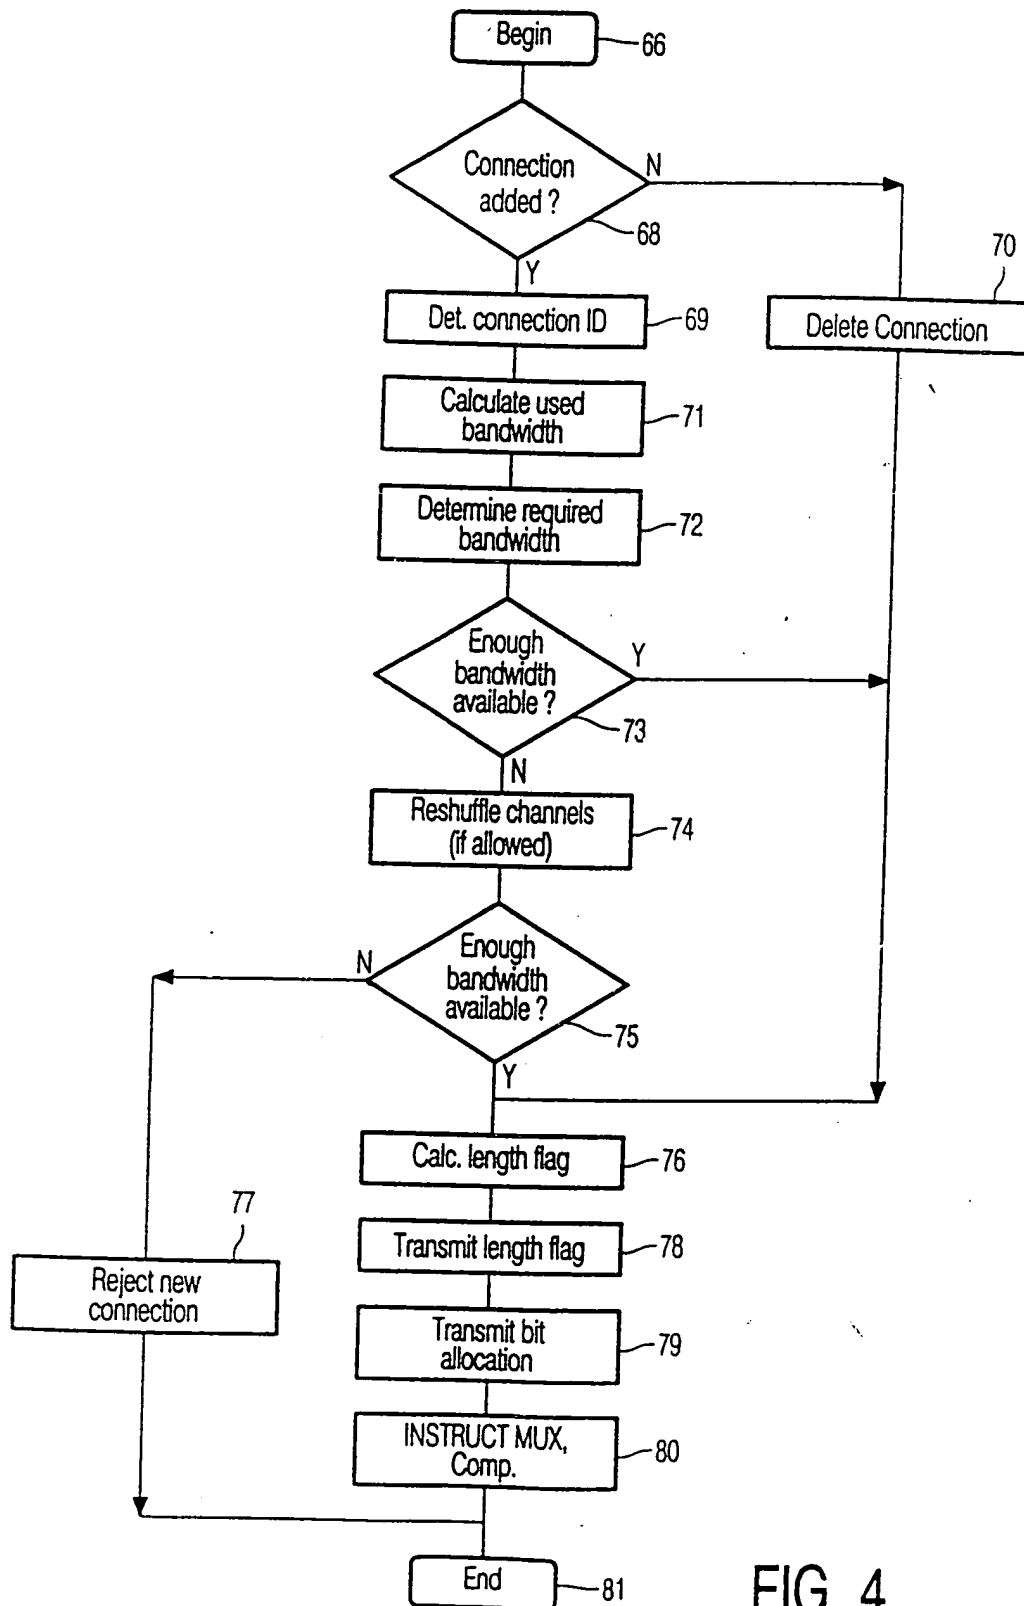 Begin
66
Connection
added ?
N
68
Y
70
Det. connection ID
69
Delete Connection
Calculate used
bandwidth
71
Determine required
bandwidth
72
Enough
bandwidth
available ?
Y
73
N
Reshuffle channels
(if allowed)
74
N
Enough
bandwidth
available ?
75
Y
Calc. length flag
76
77
Transmit length flag
78
Reject new
connection
Transmit bit
allocation
79
INSTRUCT MUX,
Comp.
80
End
81
FIG. 4